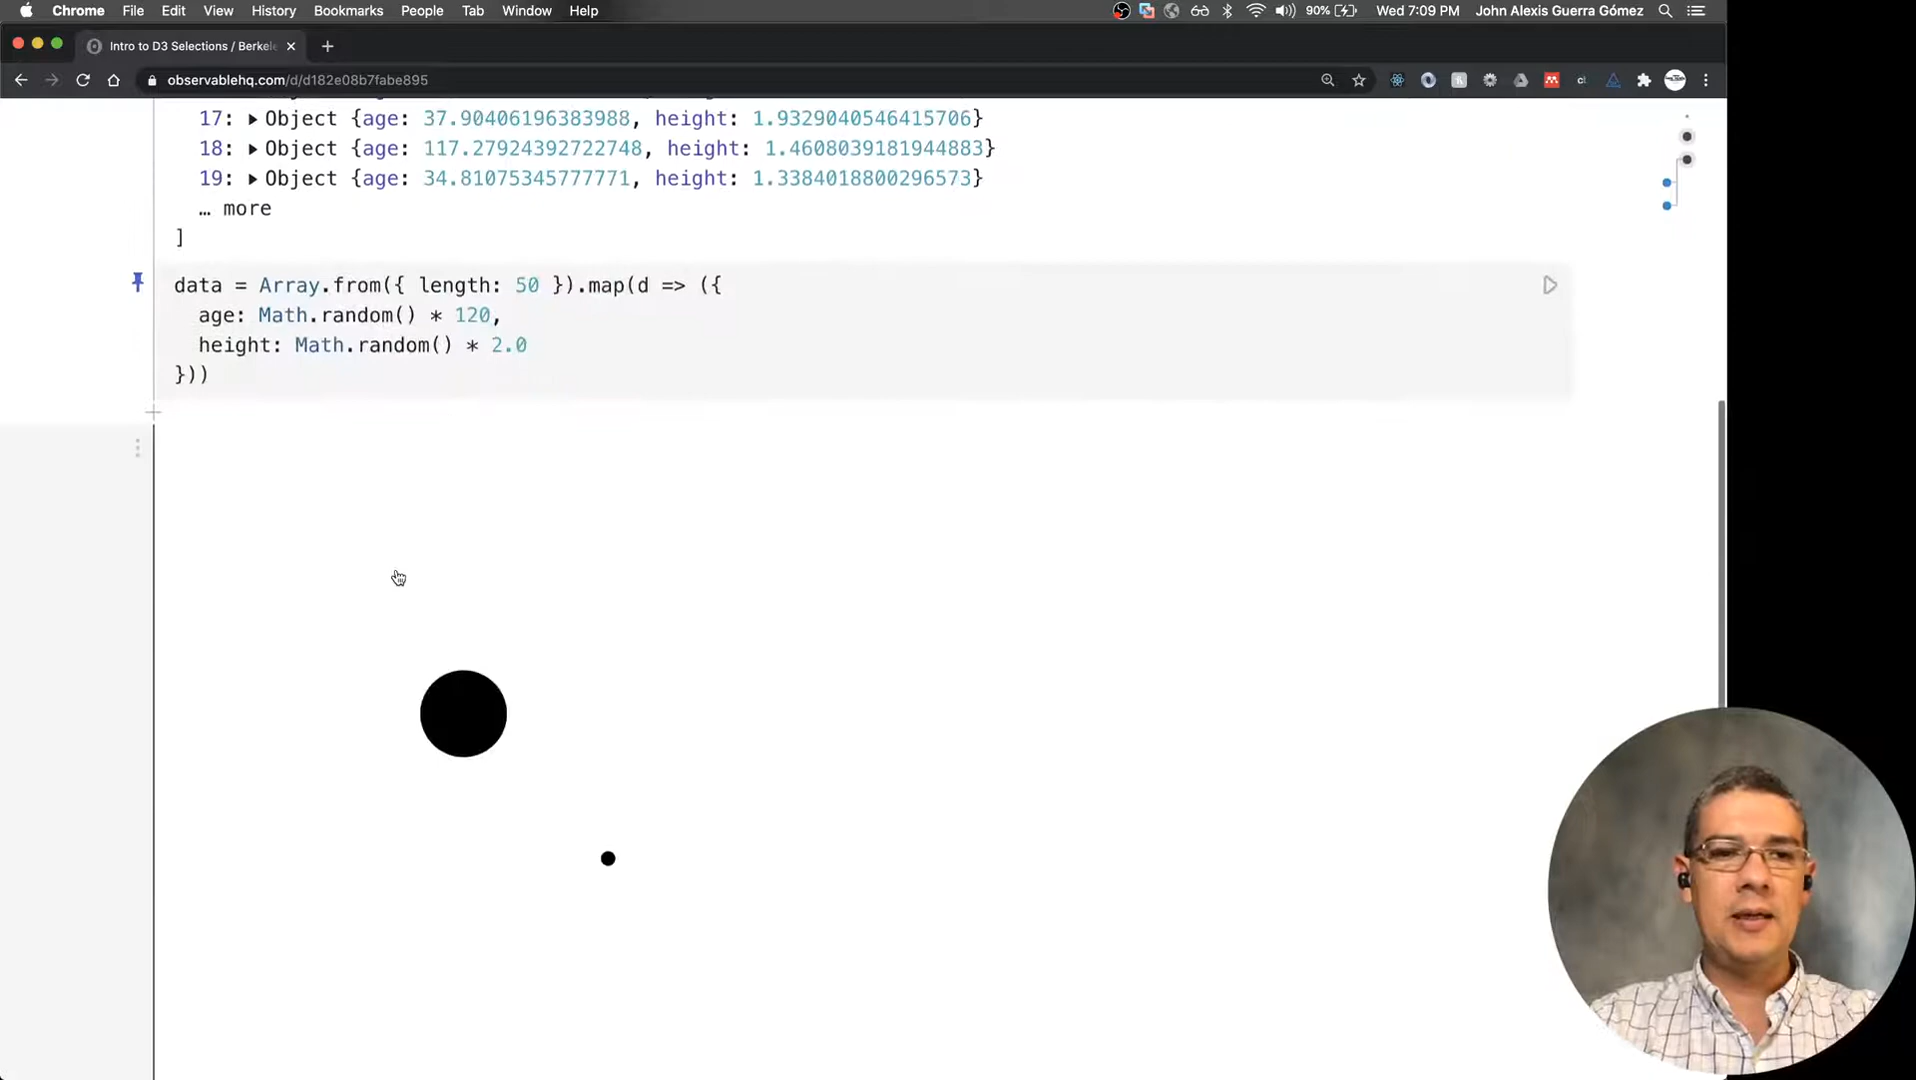 Chrome File Edit View History Bookmarks People Tab Window Help 90% Wed 7:09 PM John Alexis Guerra Gómez
Intro to D3 Selections / Berkel
observablehq.com/d/d182e08b7fabe895
17: Object {age: 37.90406196383988, height: 1.9329040546415706}
18: Object {age: 117.27924392722748, height: 1.4608039181944883}
19: Object {age: 34.81075345777771, height: 1.3384018800296573}
… more
]
data = Array.from({ length: 50 }).map(d => ({
age: Math.random() * 120,
height: Math.random() * 2.0
}))